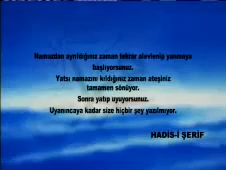 Namazdan ayrıldığınız zaman tekrar alevlenip yanmaya
başlıyorsunuz.
Yatsı namazını kıldığınız zaman ateşiniz
tamamen sönüyor.
Sonra yatıp uyuyorsunuz.
Uyanıncaya kadar size hiçbir şey yazılmıyor.
HADİS-İ ŞERİF